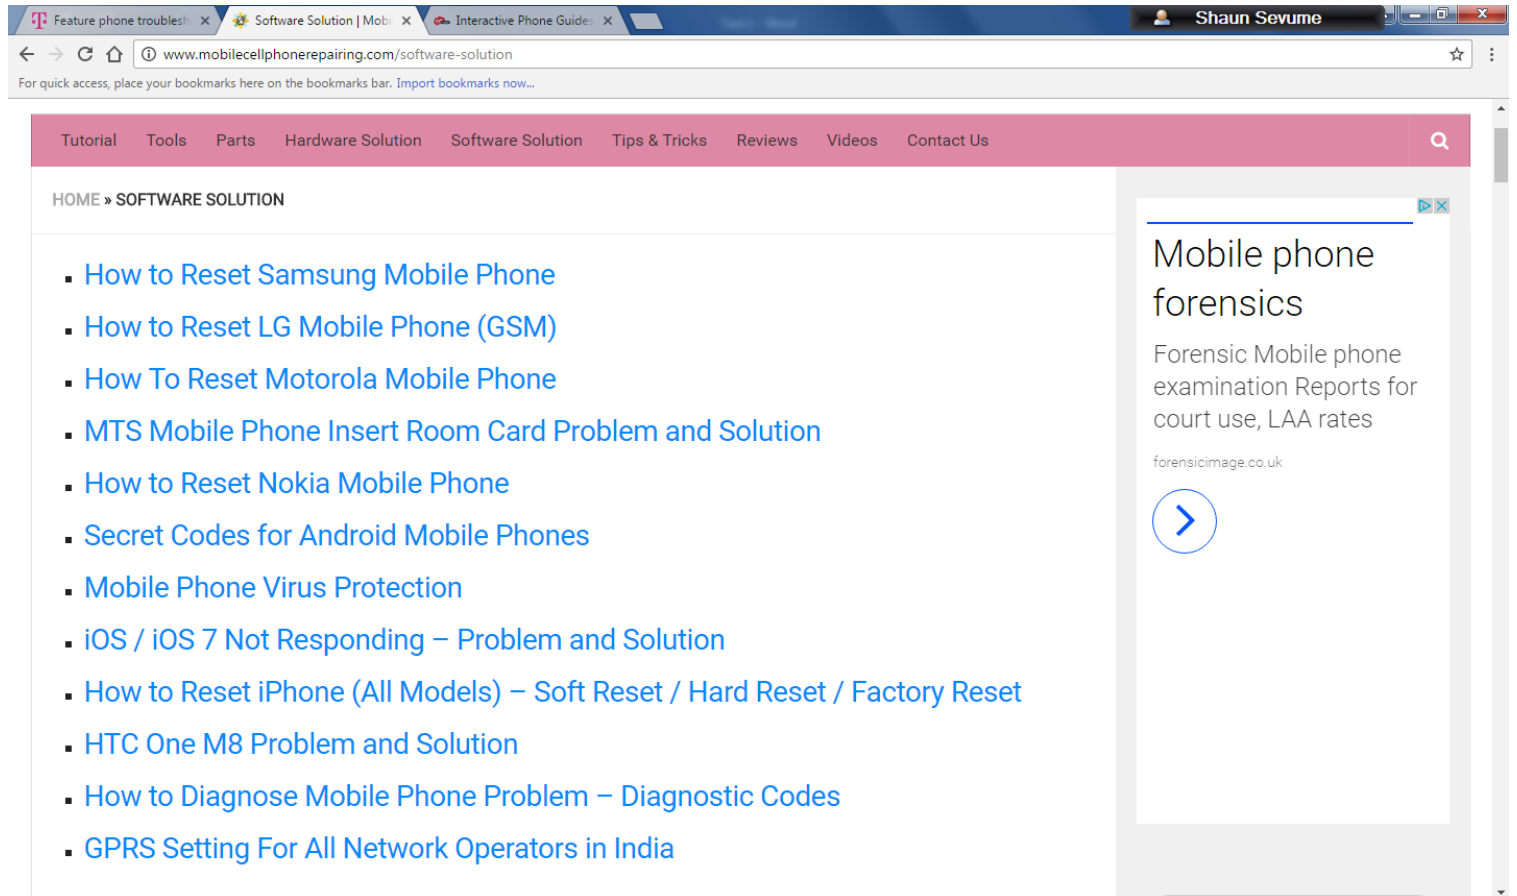 Feature phone troublesh
Software Solution | Mobi
Interactive Phone Guides
Shaun Sevume
www.mobilecellphonerepairing.com/software-solution
For quick access, place your bookmarks here on the bookmarks bar. Import bookmarks now...
Tutorial Tools Parts Hardware Solution Software Solution Tips & Tricks Reviews Videos Contact Us
HOME » SOFTWARE SOLUTION
How to Reset Samsung Mobile Phone
How to Reset LG Mobile Phone (GSM)
How To Reset Motorola Mobile Phone
MTS Mobile Phone Insert Room Card Problem and Solution
How to Reset Nokia Mobile Phone
Secret Codes for Android Mobile Phones
Mobile Phone Virus Protection
iOS / iOS 7 Not Responding – Problem and Solution
How to Reset iPhone (All Models) – Soft Reset / Hard Reset / Factory Reset
HTC One M8 Problem and Solution
How to Diagnose Mobile Phone Problem – Diagnostic Codes
GPRS Setting For All Network Operators in India
Mobile phone
forensics
Forensic Mobile phone
examination Reports for
court use, LAA rates
forensicimage.co.uk